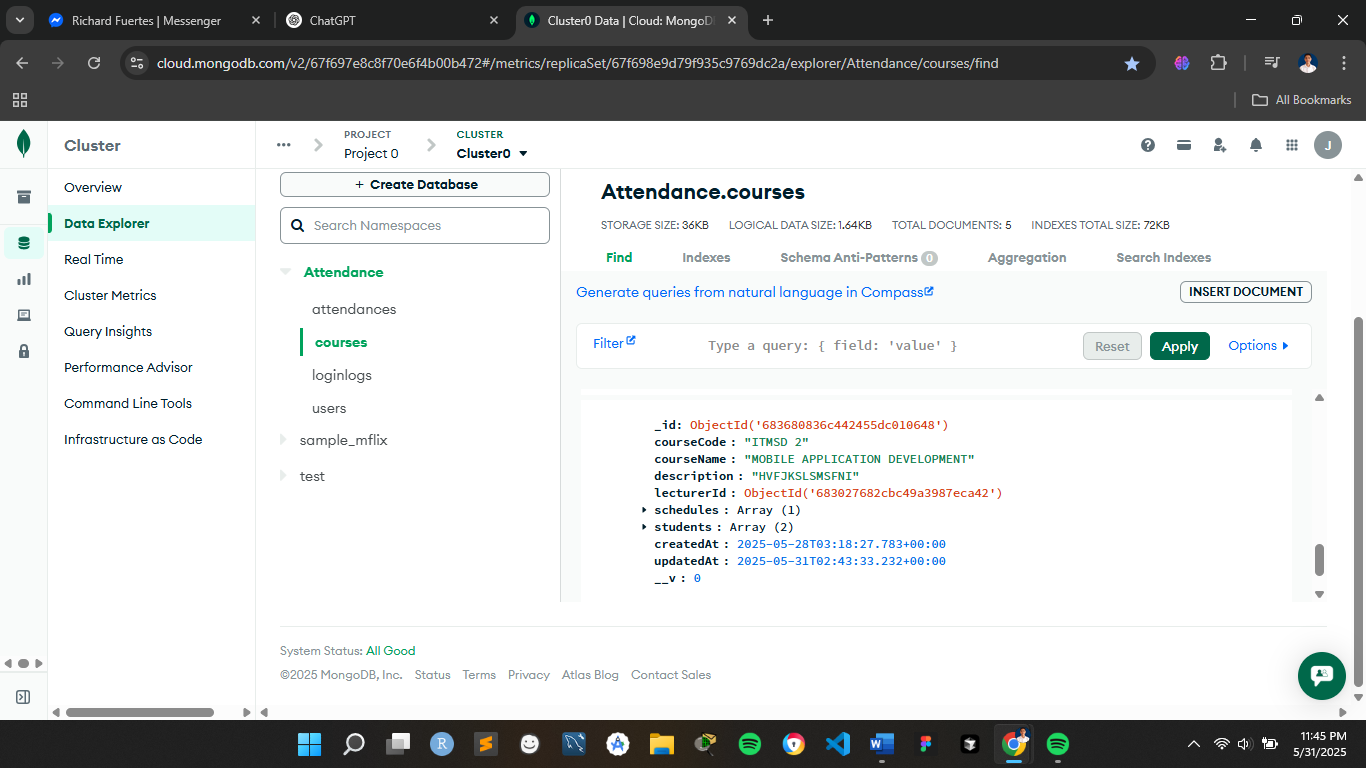 Richard Fuertes | Messenger
ChatGPT
Cluster0 Data | Cloud: MongoD
cloud.mongodb.com/v2/67f697e8c8f70e6f4b00b472#/metrics/replicaSet/67f698e9d79f935c9769dc2a/explorer/Attendance/courses/find
All Bookmarks
Cluster
PROJECT
Project 0
CLUSTER
Cluster0
J
Overview
Data Explorer
Real Time
Cluster Metrics
Query Insights
Performance Advisor
Command Line Tools
Infrastructure as Code
+ Create Database
Search Namespaces
Attendance
attendances
courses
loginlogs
users
sample_mflix
test
Attendance.courses
STORAGE SIZE: 36KB LOGICAL DATA SIZE: 1.64KB TOTAL DOCUMENTS: 5 INDEXES TOTAL SIZE: 72KB
Find Indexes Schema Anti-Patterns 0 Aggregation Search Indexes
Generate queries from natural language in Compass
INSERT DOCUMENT
Filter
Type a query: { field: 'value' }
Reset
Apply
Options
_id: ObjectId('683680836c442455dc010648')
courseCode : "ITMSD 2"
courseName : "MOBILE APPLICATION DEVELOPMENT"
description : "HVFJKSLSMSFNI"
lecturerId : ObjectId('683027682cbc49a3987eca42')
schedules : Array (1)
students : Array (2)
createdAt : 2025-05-28T03:18:27.783+00:00
updatedAt : 2025-05-31T02:43:33.232+00:00
__v : 0
System Status: All Good
©2025 MongoDB, Inc. Status Terms Privacy Atlas Blog Contact Sales
11:45 PM
5/31/2025